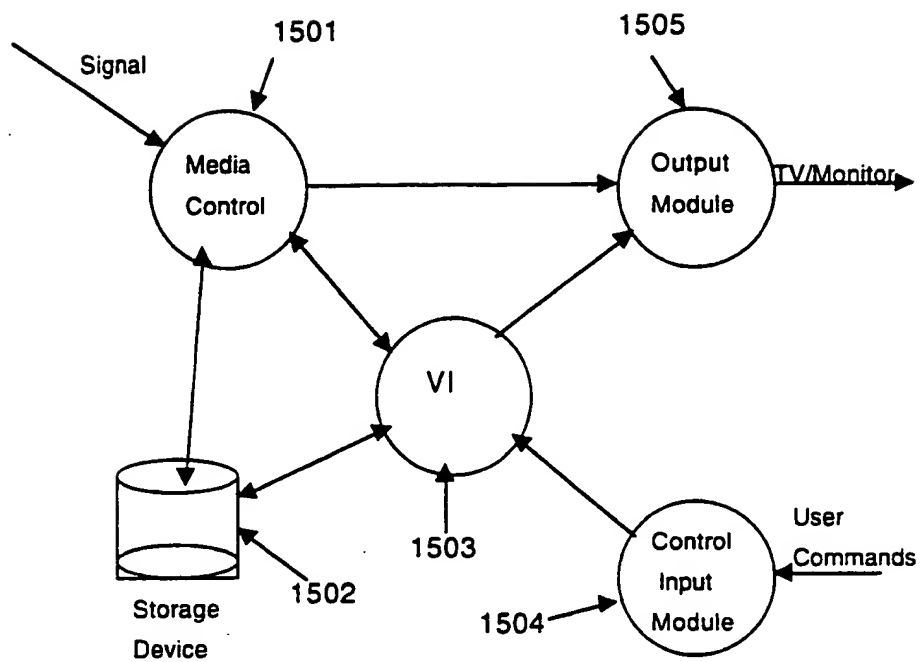 1501
1505
Signal
Media
Control
Output
Module
TV/Monitor
VI
1503
1502
Storage
Device
1504
Control
Input
Module
User
Commands